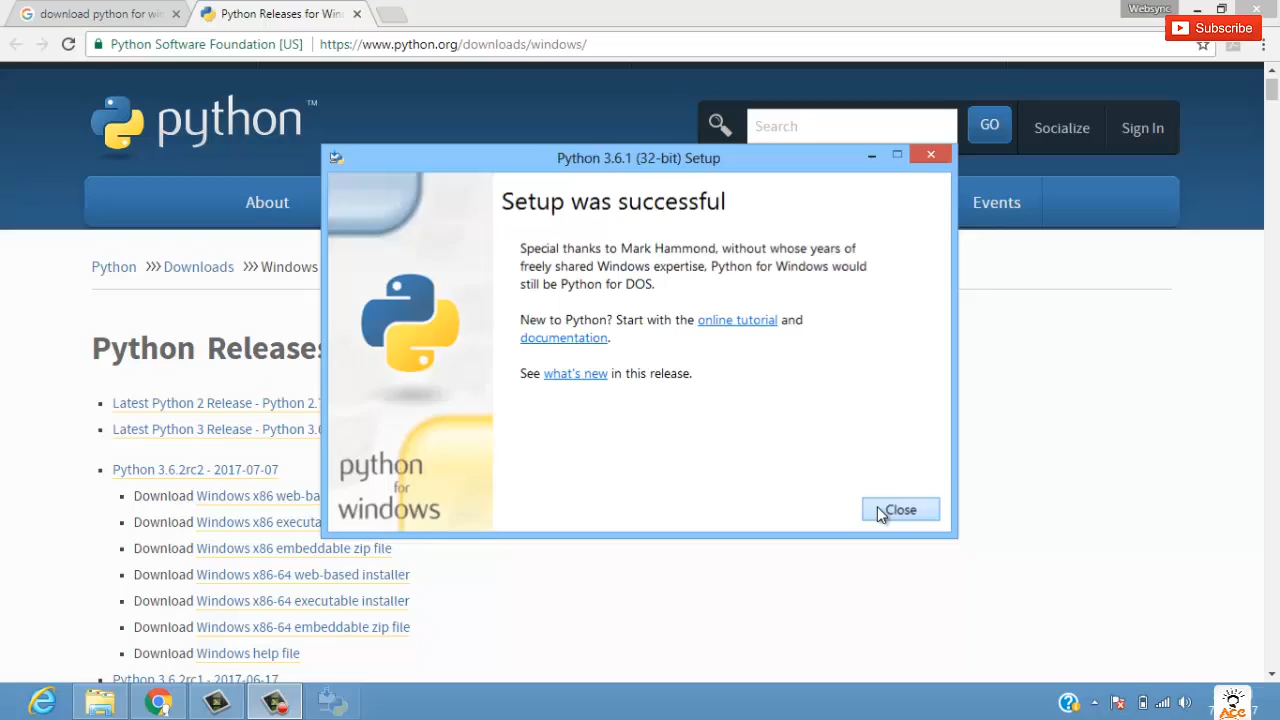 download python for wi
Python Releases for Win
Websync
Subscribe
Python Software Foundation [US]
https://www.python.org/downloads/windows/
python™
Search
GO
Socialize
Sign In
About
Events
Python >>> Downloads >>> Windows
Python Releases
Latest Python 2 Release - Python 2.7
Latest Python 3 Release - Python 3.6
Python 3.6.2rc2 - 2017-07-07
Download Windows x86 web-ba
Download Windows x86 executa
Download Windows x86 embeddable zip file
Download Windows x86-64 web-based installer
Download Windows x86-64 executable installer
Download Windows x86-64 embeddable zip file
Download Windows help file
Python 3.6.2rc1 - 2017-06-17
Python 3.6.1 (32-bit) Setup
Setup was successful
Special thanks to Mark Hammond, without whose years of
freely shared Windows expertise, Python for Windows would
still be Python for DOS.
New to Python? Start with the online tutorial and
documentation.
See what's new in this release.
python
for
windows
Close
Acc